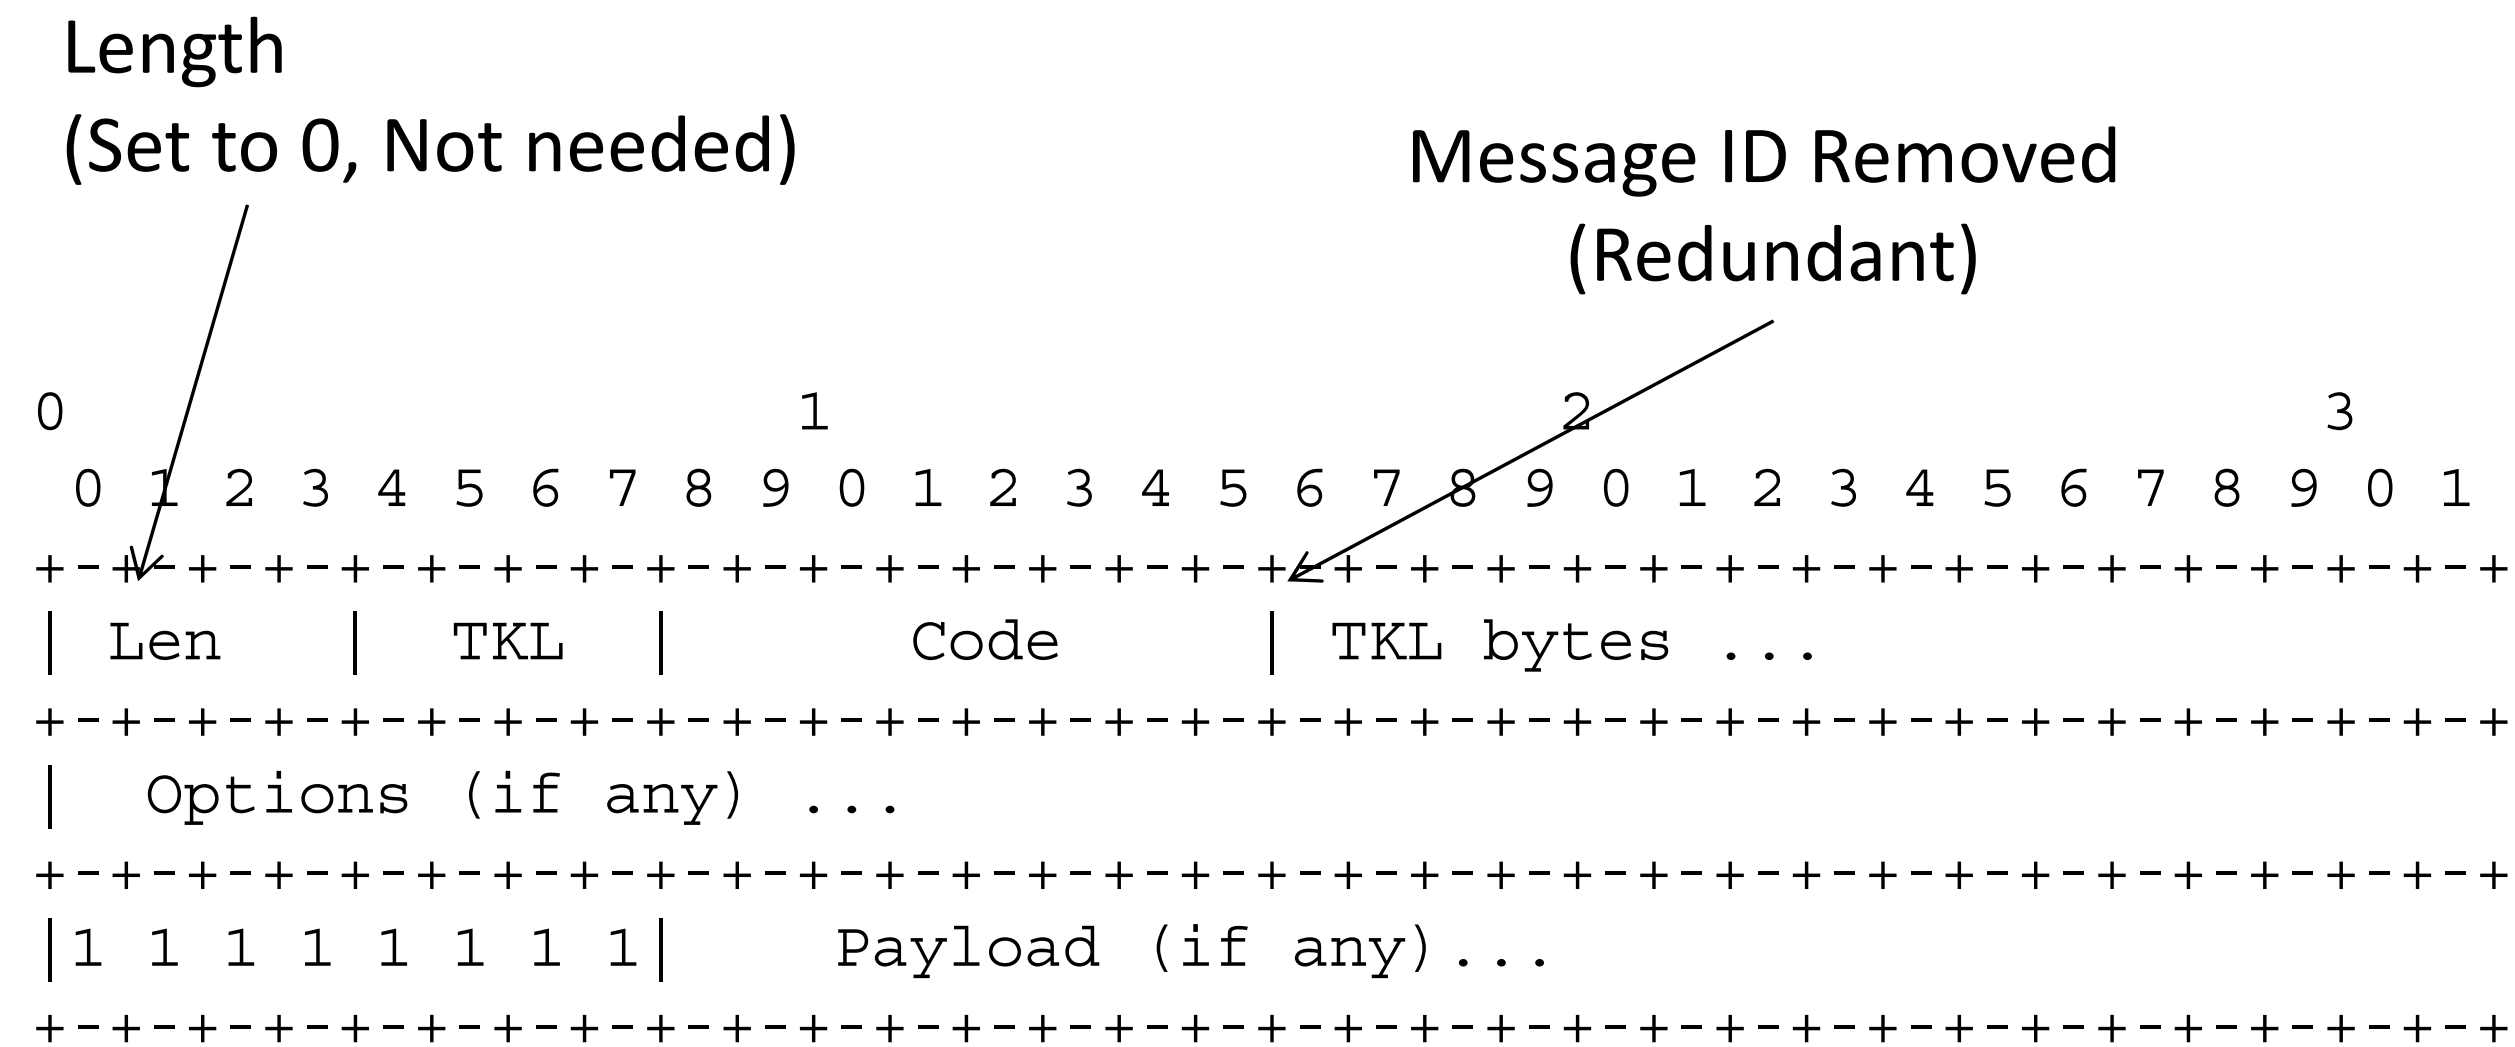 Length
(Set to 0, Not needed)
Message ID Removed
(Redundant)
0                   1                   2                   3
 0 1 2 3 4 5 6 7 8 9 0 1 2 3 4 5 6 7 8 9 0 1 2 3 4 5 6 7 8 9 0 1
+-+-+-+-+-+-+-+-+-+-+-+-+-+-+-+-+-+-+-+-+-+-+-+-+-+-+-+-+-+-+-+-+
| Len   |  TKL  |      Code     | TKL bytes ...
+-+-+-+-+-+-+-+-+-+-+-+-+-+-+-+-+-+-+-+-+-+-+-+-+-+-+-+-+-+-+-+-+
|  Options (if any) ...
+-+-+-+-+-+-+-+-+-+-+-+-+-+-+-+-+-+-+-+-+-+-+-+-+-+-+-+-+-+-+-+-+
|1 1 1 1 1 1 1 1|    Payload (if any)...
+-+-+-+-+-+-+-+-+-+-+-+-+-+-+-+-+-+-+-+-+-+-+-+-+-+-+-+-+-+-+-+-+